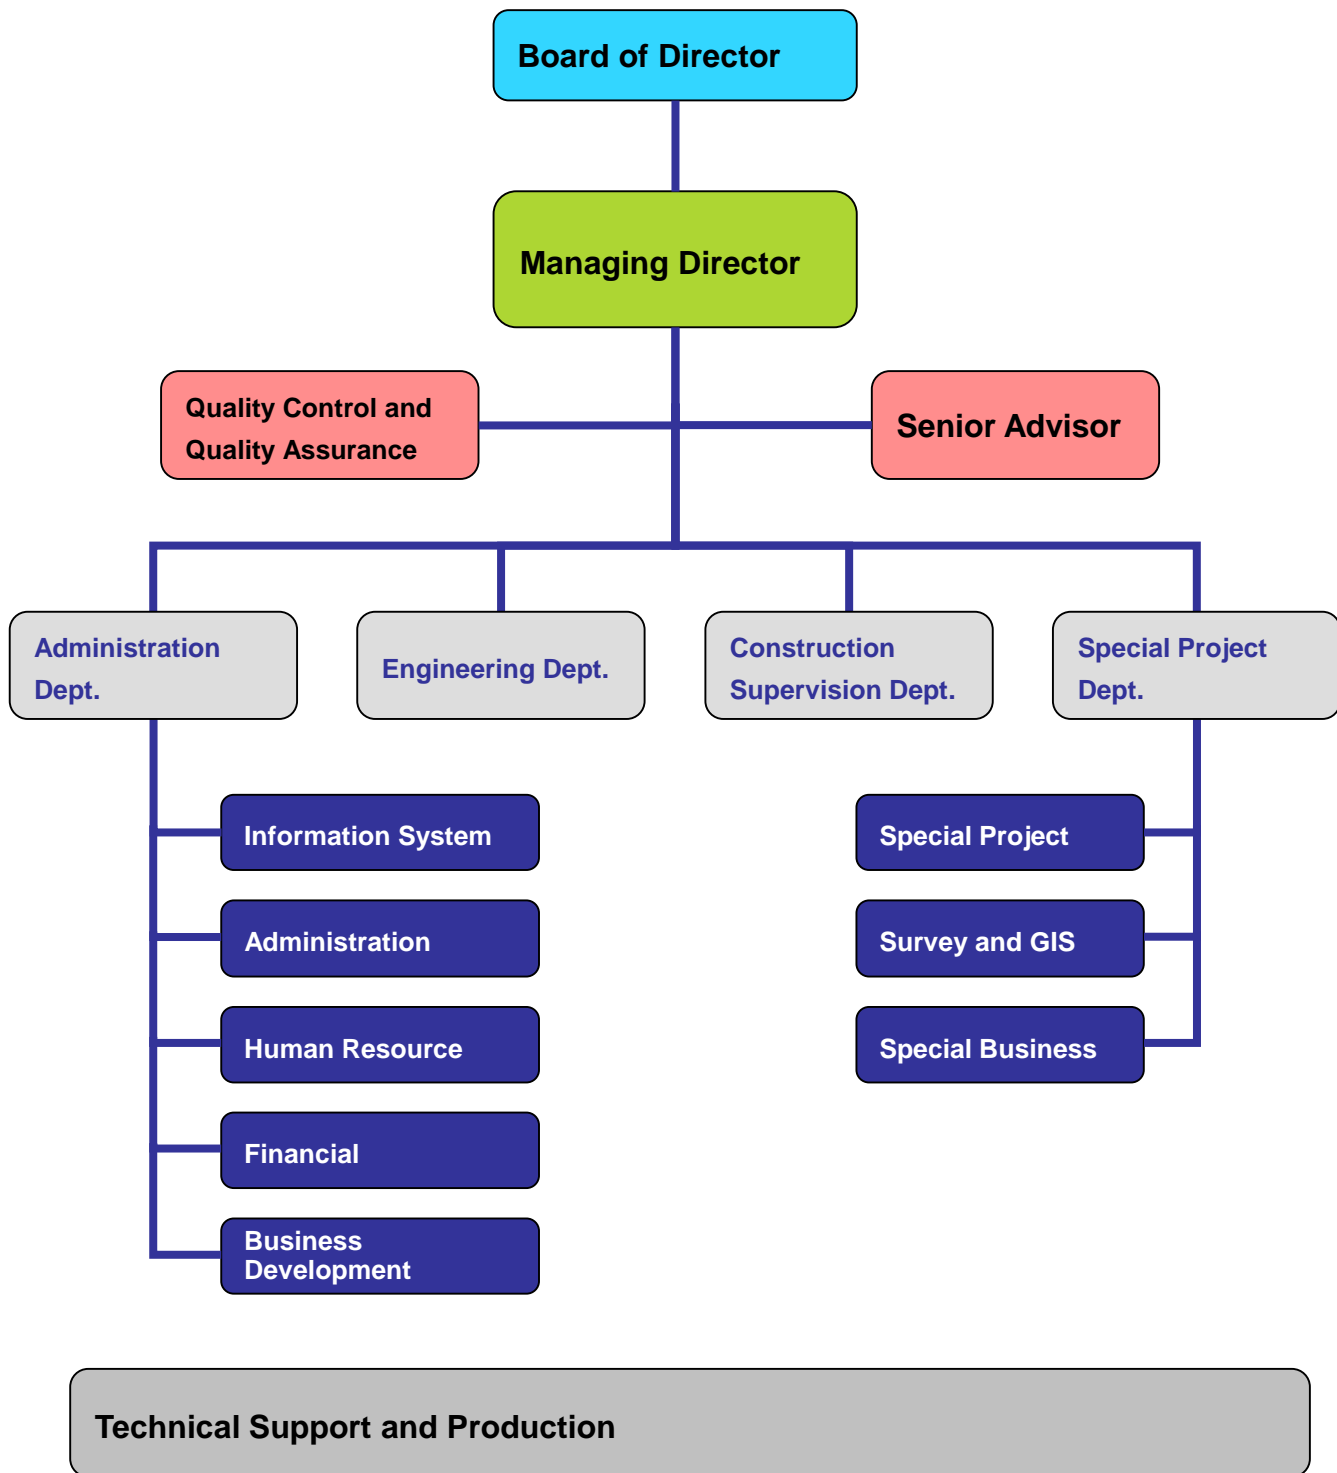 Board of Director
Managing Director
Quality Control and
Quality Assurance
Senior Advisor
Administration
Dept.
Engineering Dept.
Construction
Supervision Dept.
Special Project
Dept.
Information System
Administration
Human Resource
Financial
Business
Development
Special Project
Survey and GIS
Special Business
Technical Support and Production